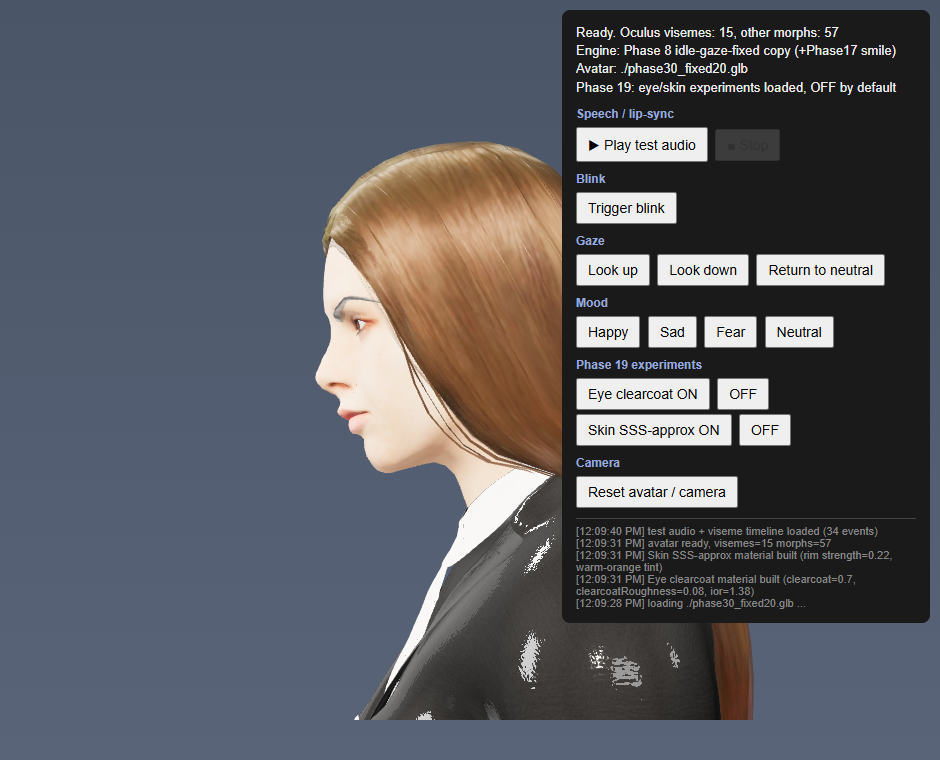 Ready. Oculus visemes: 15, other morphs: 57
Engine: Phase 8 idle-gaze-fixed copy (+Phase17 smile)
Avatar: ./phase30_fixed20.glb
Phase 19: eye/skin experiments loaded, OFF by default
Speech / lip-sync
▶ Play test audio ■ Stop
Blink
Trigger blink
Gaze
Look up Look down Return to neutral
Mood
Happy Sad Fear Neutral
Phase 19 experiments
Eye clearcoat ON OFF
Skin SSS-approx ON OFF
Camera
Reset avatar / camera
[12:09:40 PM] test audio + viseme timeline loaded (34 events)
[12:09:31 PM] avatar ready, visemes=15 morphs=57
[12:09:31 PM] Skin SSS-approx material built (rim strength=0.22,
warm-orange tint)
[12:09:31 PM] Eye clearcoat material built (clearcoat=0.7,
clearcoatRoughness=0.08, ior=1.38)
[12:09:28 PM] loading ./phase30_fixed20.glb ...